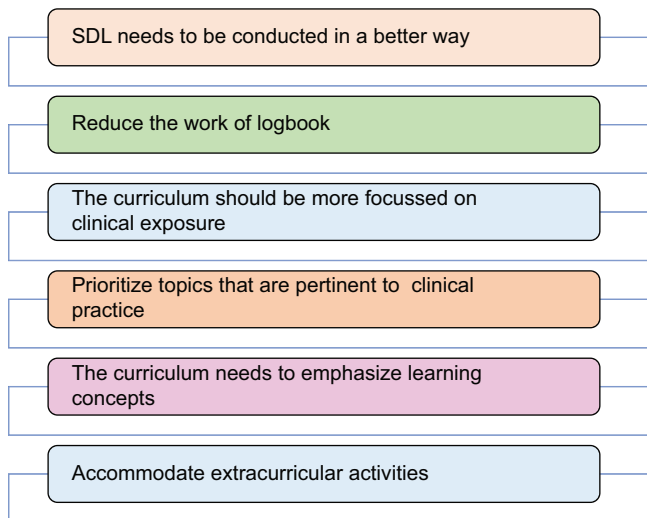 SDL needs to be conducted in a better way
Reduce the work of logbook
The curriculum should be more focussed on
clinical exposure
Prioritize topics that are pertinent to clinical
practice
The curriculum needs to emphasize learning
concepts
Accommodate extracurricular activities